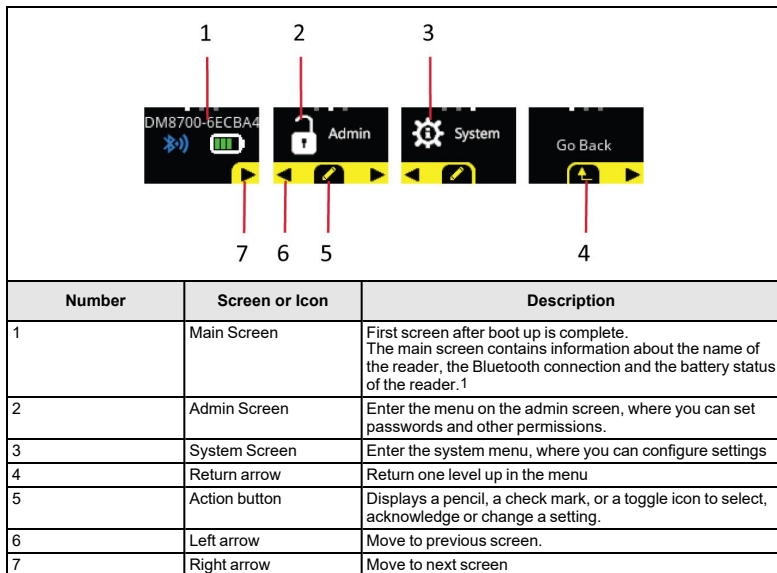 1 2 3
DM8700-6ECBA4
Admin
System
Go Back
7 6 5 4
Number Screen or Icon Description
1 Main Screen First screen after boot up is complete.
The main screen contains information about the name of
the reader, the Bluetooth connection and the battery status
of the reader.1
2 Admin Screen Enter the menu on the admin screen, where you can set
passwords and other permissions.
3 System Screen Enter the system menu, where you can configure settings
4 Return arrow Return one level up in the menu
5 Action button Displays a pencil, a check mark, or a toggle icon to select,
acknowledge or change a setting.
6 Left arrow Move to previous screen.
7 Right arrow Move to next screen